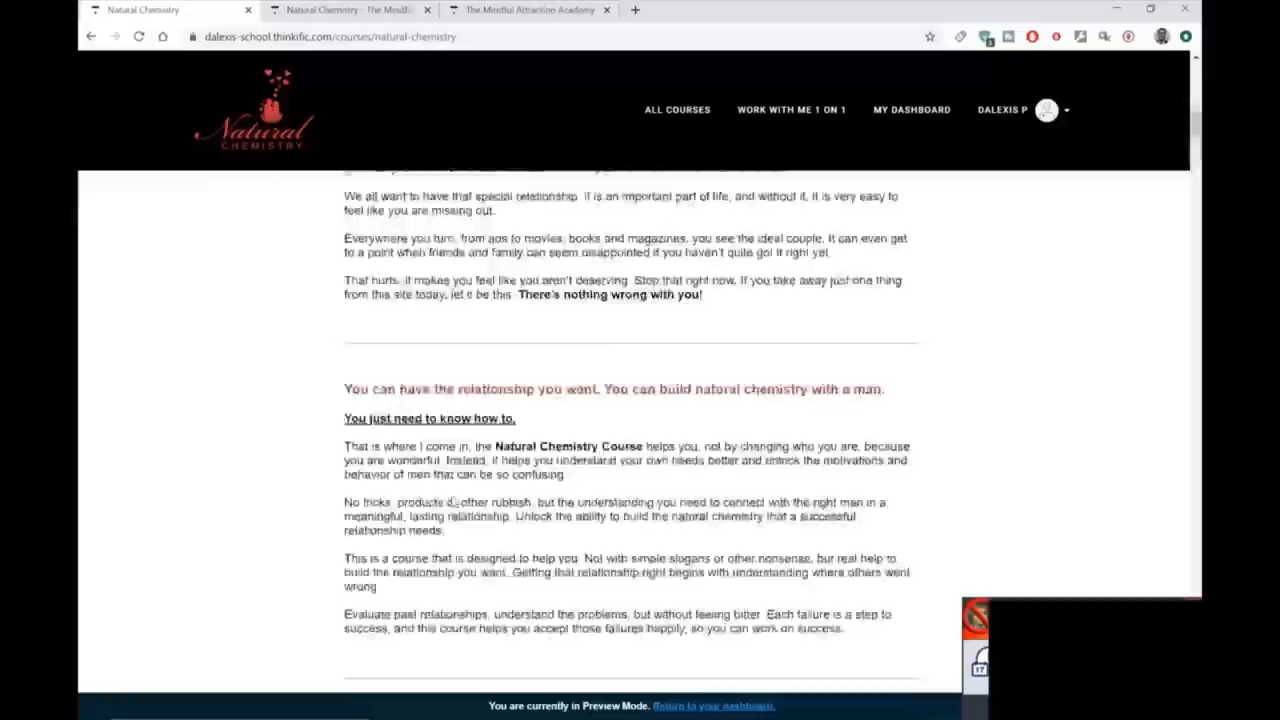 Natural Chemistry
Natural Chemistry - The Mindful
The Mindful Attraction Academy
dalexis-school.thinkific.com/courses/natural-chemistry
Natural
CHEMISTRY
ALL COURSES
WORK WITH ME 1 ON 1
MY DASHBOARD
DALEXIS P
We all want to have that special relationship. It is an important part of life, and without it, it is very easy to
feel like you are missing out.
Everywhere you turn, from ads to movies, books and magazines, you see the ideal couple. It can even get
to a point when friends and family can seem disappointed if you haven't quite got it right yet.
That hurts. It makes you feel like you aren't deserving. Stop that right now. If you take away just one thing
from this site today, let it be this. There's nothing wrong with you!
You can have the relationship you want. You can build natural chemistry with a man.
You just need to know how to.
That is where I come in, the Natural Chemistry Course helps you, not by changing who you are, because
you are wonderful. Instead, it helps you understand your own needs better and unlock the motivations and
behavior of men that can be so confusing.
No tricks, products or other rubbish, but the understanding you need to connect with the right man in a
meaningful, lasting relationship. Unlock the ability to build the natural chemistry that a successful
relationship needs.
This is a course that is designed to help you. Not with simple slogans or other nonsense, but real help to
build the relationship you want. Getting that relationship right begins with understanding where others went
wrong.
Evaluate past relationships, understand the problems, but without feeling bitter. Each failure is a step to
success, and this course helps you accept those failures happily, so you can work on success.
17
You are currently in Preview Mode. Return to your dashboard.